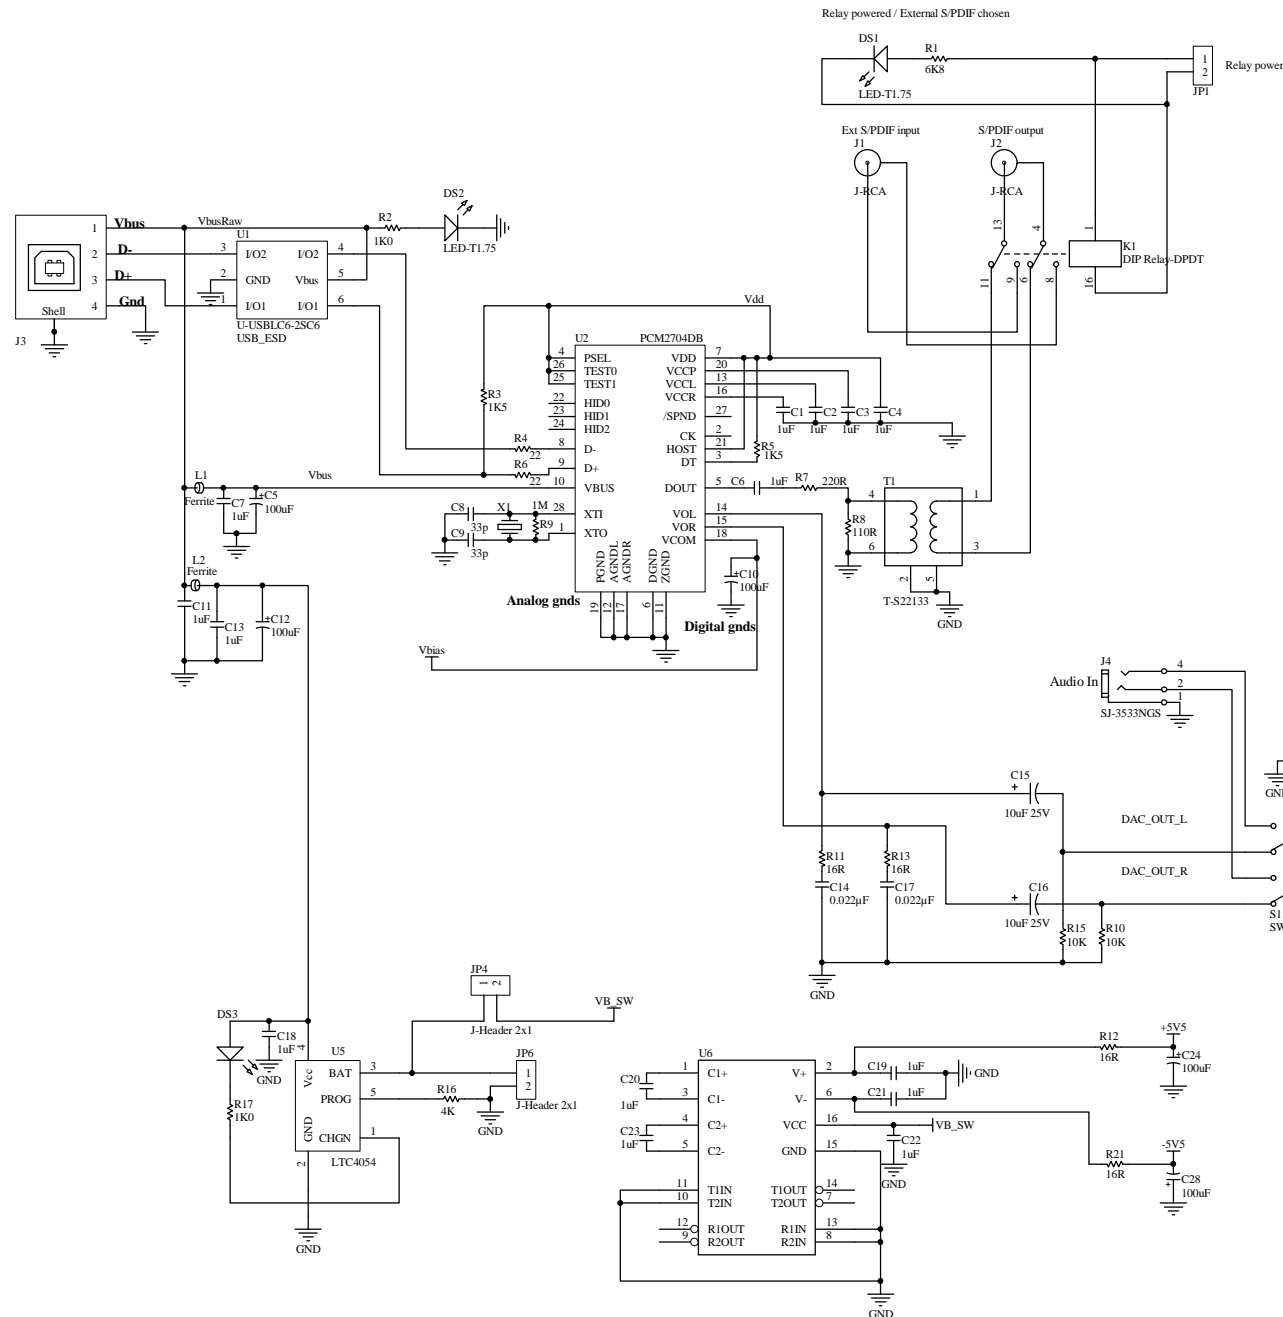 Relay powered / External S/PDIF chosen
DS1
R1
6K8
LED-T1.75
1
2
JP1
Relay power
Ext S/PDIF input
J1
J-RCA
S/PDIF output
J2
J-RCA
13
4
1
K1
DIP Relay-DPDT
11
9
6
8
16
DS2
LED-T1.75
R2
1K0
VbusRaw
Vbus
D-
D+
Gnd
1
2
3
4
Shell
J3
U1
3 I/O2 I/O2 4
2 GND Vbus 5
1 I/O1 I/O1 6
U-USBLC6-2SC6
USB_ESD
Vdd
U2
PCM2704DB
4 PSEL VDD 7
26 TEST0 VCCP 20
25 TEST1 VCCL 13
VCCR 16
22 HID0
23 HID1 /SPND 27
24 HID2 CK 2
HOST 21
8 D- DT 3
9 D+
10 VBUS DOUT 5
28 XTI VOL 14
VOR 15
1 XTO VCOM 18
PGND
AGNDL
AGNDR
DGND
ZGND
19
12
17
6
11
Analog gnds
Digital gnds
R3
1K5
R4
22
R6
22
C1
1uF
C2
1uF
C3
1uF
C4
1uF
R5
1K5
C6
1uF
R7
220R
R8
110R
T1
4
6
1
3
2
5
T-S22133
GND
L1
Ferrite
Vbus
C7
1uF
+C5
100uF
C8
33p
C9
33p
X1
1M
R9
+C10
100uF
Vbias
L2
Ferrite
C11
1uF
C13
1uF
+C12
100uF
J4
Audio In
4
2
1
SJ-3533NGS
C15
+
10uF 25V
DAC_OUT_L
DAC_OUT_R
C16
+
10uF 25V
R11
16R
C14
0.022µF
R13
16R
C17
0.022µF
R15
10K
R10
10K
GND
S1
JP4
1
2
J-Header 2x1
VB_SW
DS3
C18
1uF
GND
R17
1K0
U5
4
Vcc
BAT 3
PROG 5
GND
CHGN 1
2
LTC4054
GND
R16
4K
JP6
1
2
J-Header 2x1
GND
U6
1 C1+ V+ 2
3 C1- V- 6
4 C2+ VCC 16
5 C2- GND 15
11 T1IN T1OUT 14
10 T2IN T2OUT 7
12 R1OUT R1IN 13
9 R2OUT R2IN 8
C20
1uF
C23
1uF
C19
1uF
GND
C21
1uF
VB_SW
C22
1uF
GND
GND
R12
16R
+5V5
+C24
100uF
R21
16R
-5V5
C28
+
100uF